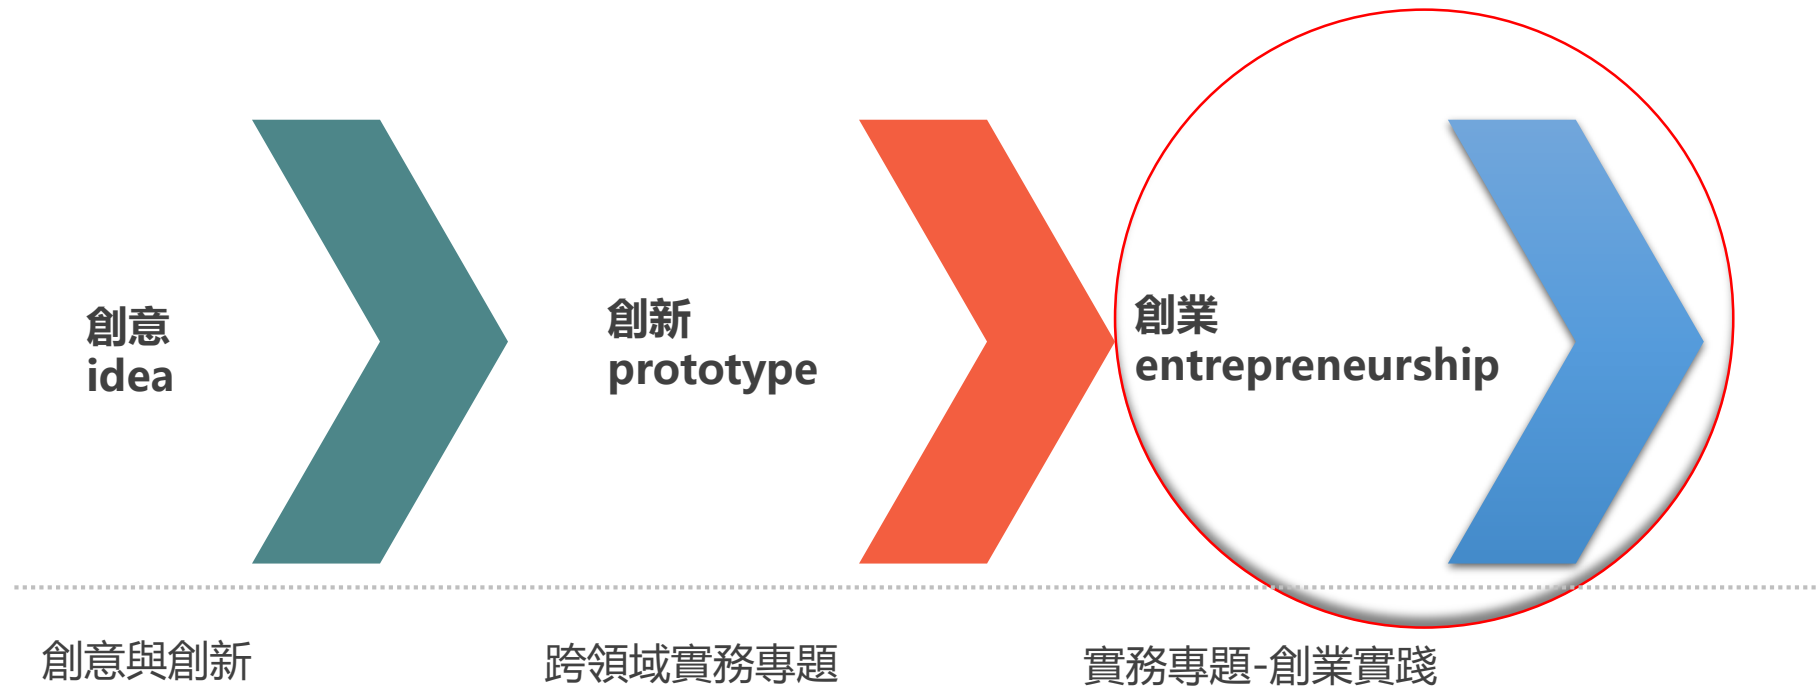 創意
idea
創新
prototype
創業
entrepreneurship
創意與創新
跨領域實務專題
實務專題-創業實踐